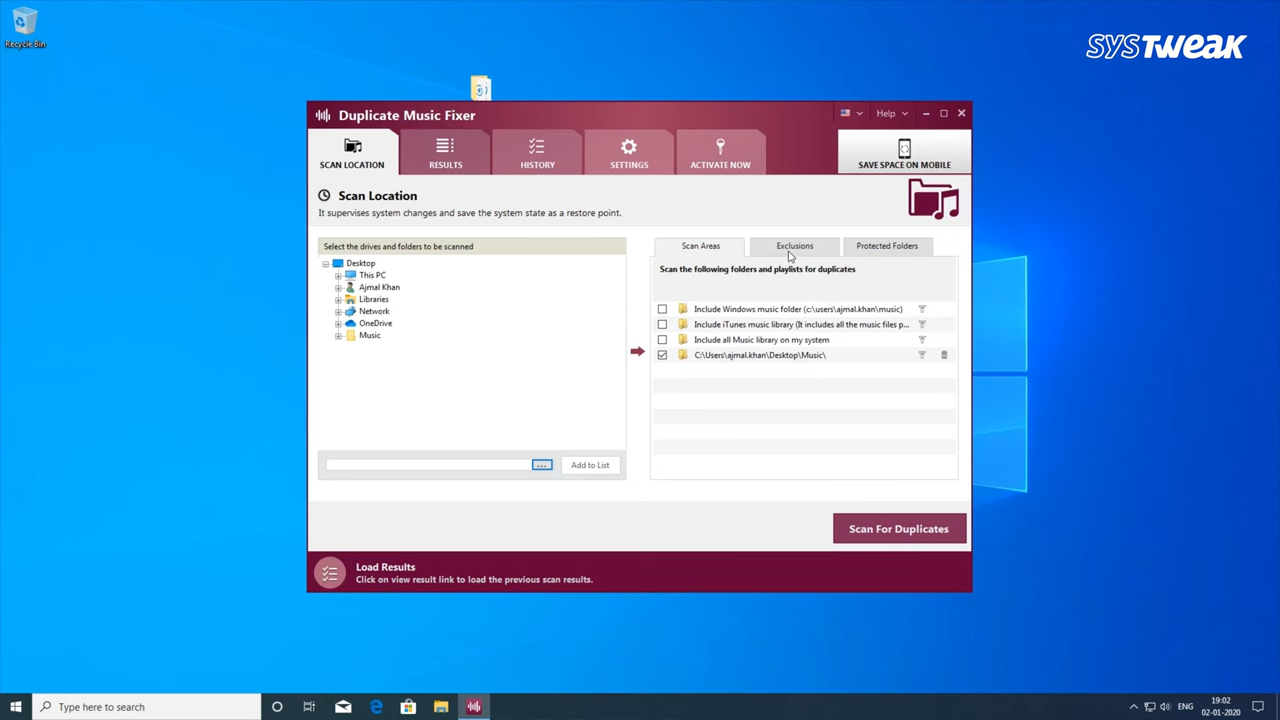 Recycle Bin
SYSTWEAK
Duplicate Music Fixer
Help
SCAN LOCATION
RESULTS
HISTORY
SETTINGS
ACTIVATE NOW
SAVE SPACE ON MOBILE
Scan Location
It supervises system changes and save the system state as a restore point.
Select the drives and folders to be scanned
Desktop
This PC
Ajmal Khan
Libraries
Network
OneDrive
Music
...
Add to List
Scan Areas
Exclusions
Protected Folders
Scan the following folders and playlists for duplicates
Include Windows music folder (c:\users\ajmal.khan\music)
Include iTunes music library (It includes all the music files p...
Include all Music library on my system
C:\Users\ajmal.khan\Desktop\Music\
Scan For Duplicates
Load Results
Click on view result link to load the previous scan results.
Type here to search
ENG
19:02
02-01-2020